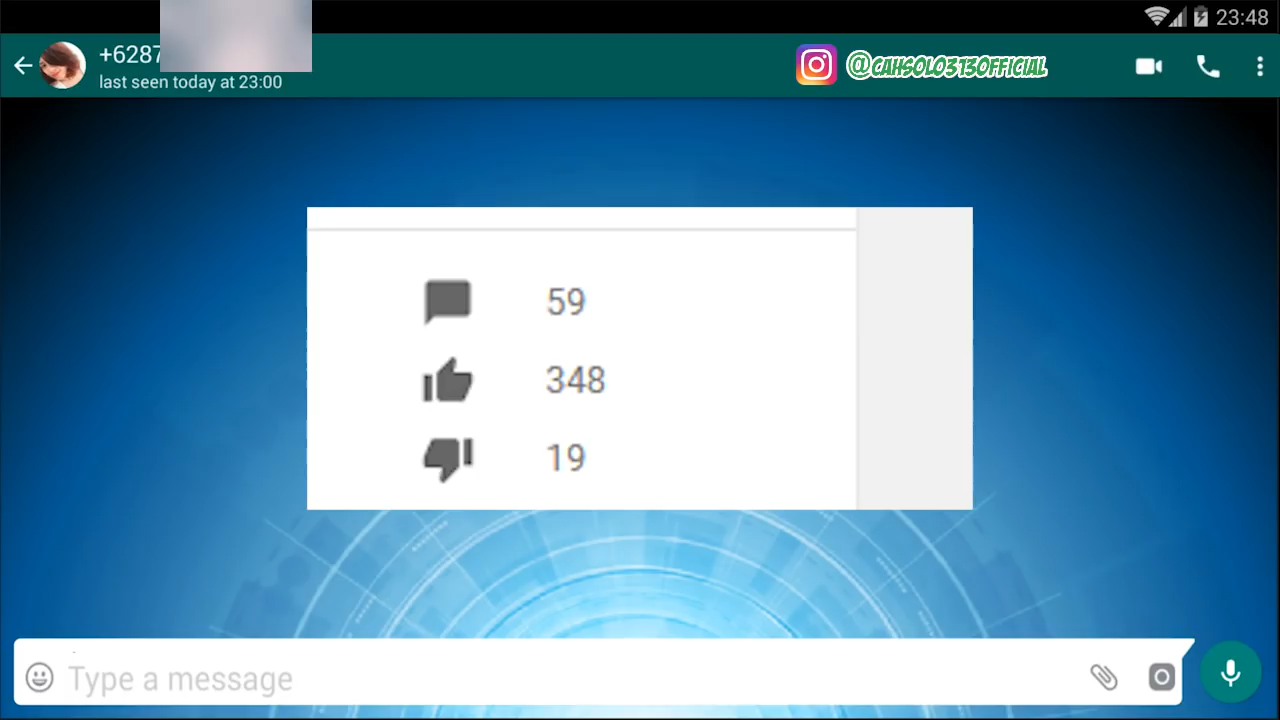 23:48
+6287
last seen today at 23:00
@CAHSOLO313OFFICIAL
59
348
19
Type a message